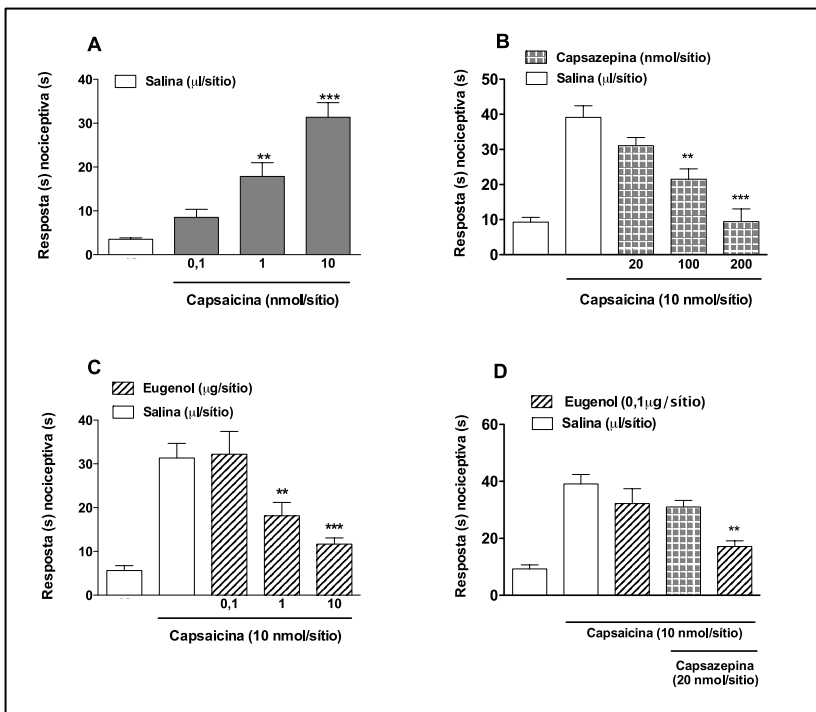 A
Salina (μl/sítio)
Resposta (s) nociceptiva (s)
40
30
20
10
0
**
***
0,1 1 10
Capsaicina (nmol/sítio)
B
Capsazepina (nmol/sítio)
Salina (μl/sítio)
Resposta (s) nociceptiva (s)
50
40
30
20
10
0
**
***
20 100 200
Capsaicina (10 nmol/sítio)
C
Eugenol (μg/sítio)
Salina (μl/sítio)
Resposta (s) nociceptiva (s)
40
30
20
10
0
**
***
0,1 1 10
Capsaicina (10 nmol/sítio)
D
Eugenol (0,1μg/sítio)
Salina (μl/sítio)
Resposta (s) nociceptiva (s)
60
40
20
0
**
Capsaicina (10 nmol/sítio)
Capsazepina
(20 nmol/sítio)